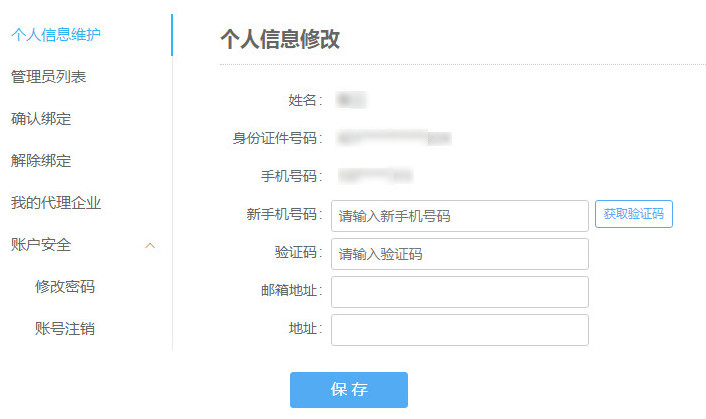 个人信息维护
管理员列表
确认绑定
解除绑定
我的代理企业
账户安全
修改密码
账号注销
个人信息修改
姓名:
身份证件号码:
手机号码:
新手机号码: 请输入新手机号码 获取验证码
验证码: 请输入验证码
邮箱地址:
地址:
保存